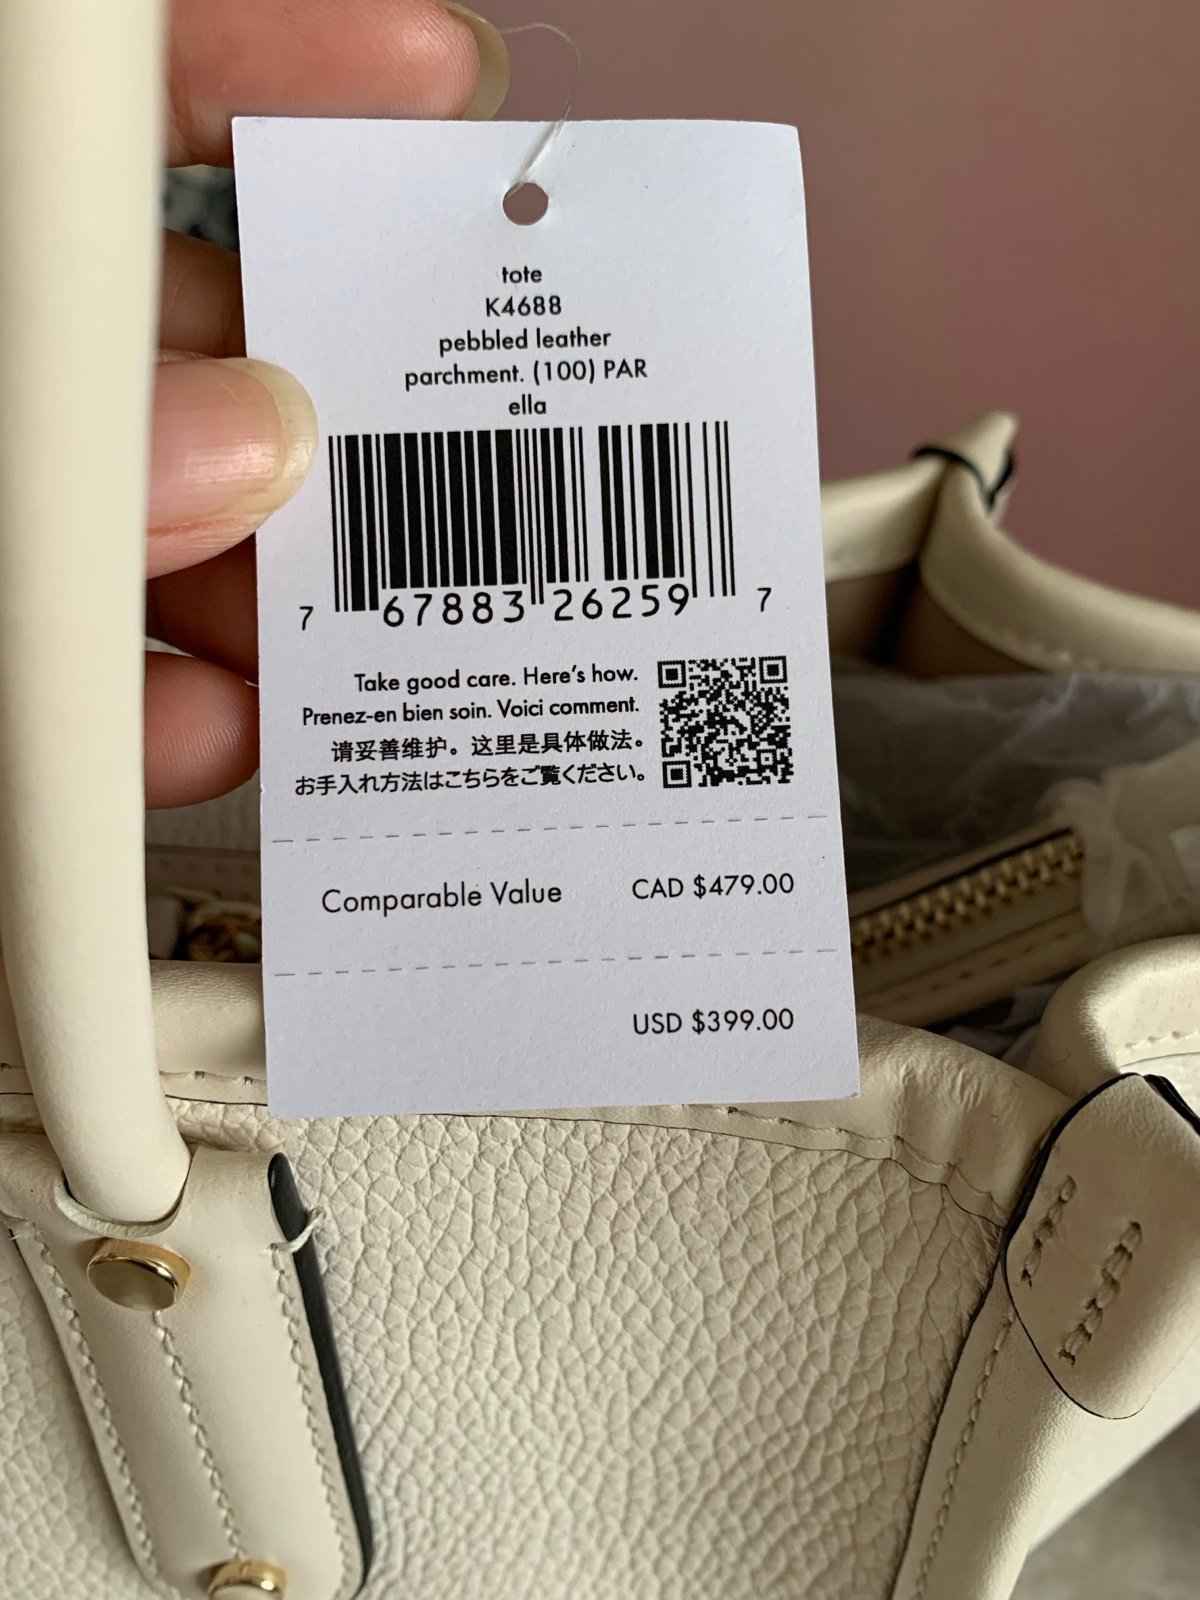 tote
K4688
pebbled leather
parchment. (100) PAR
ella
7 67883 26259 7
Take good care. Here's how.
Prenez-en bien soin. Voici comment.
请妥善维护。这里是具体做法。
お手入れ方法はこちらをご覧ください。
Comparable Value CAD $479.00
USD $399.00